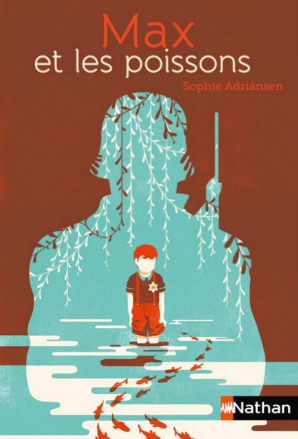 Max
et les poissons
Sophie Adriansen
Nathan